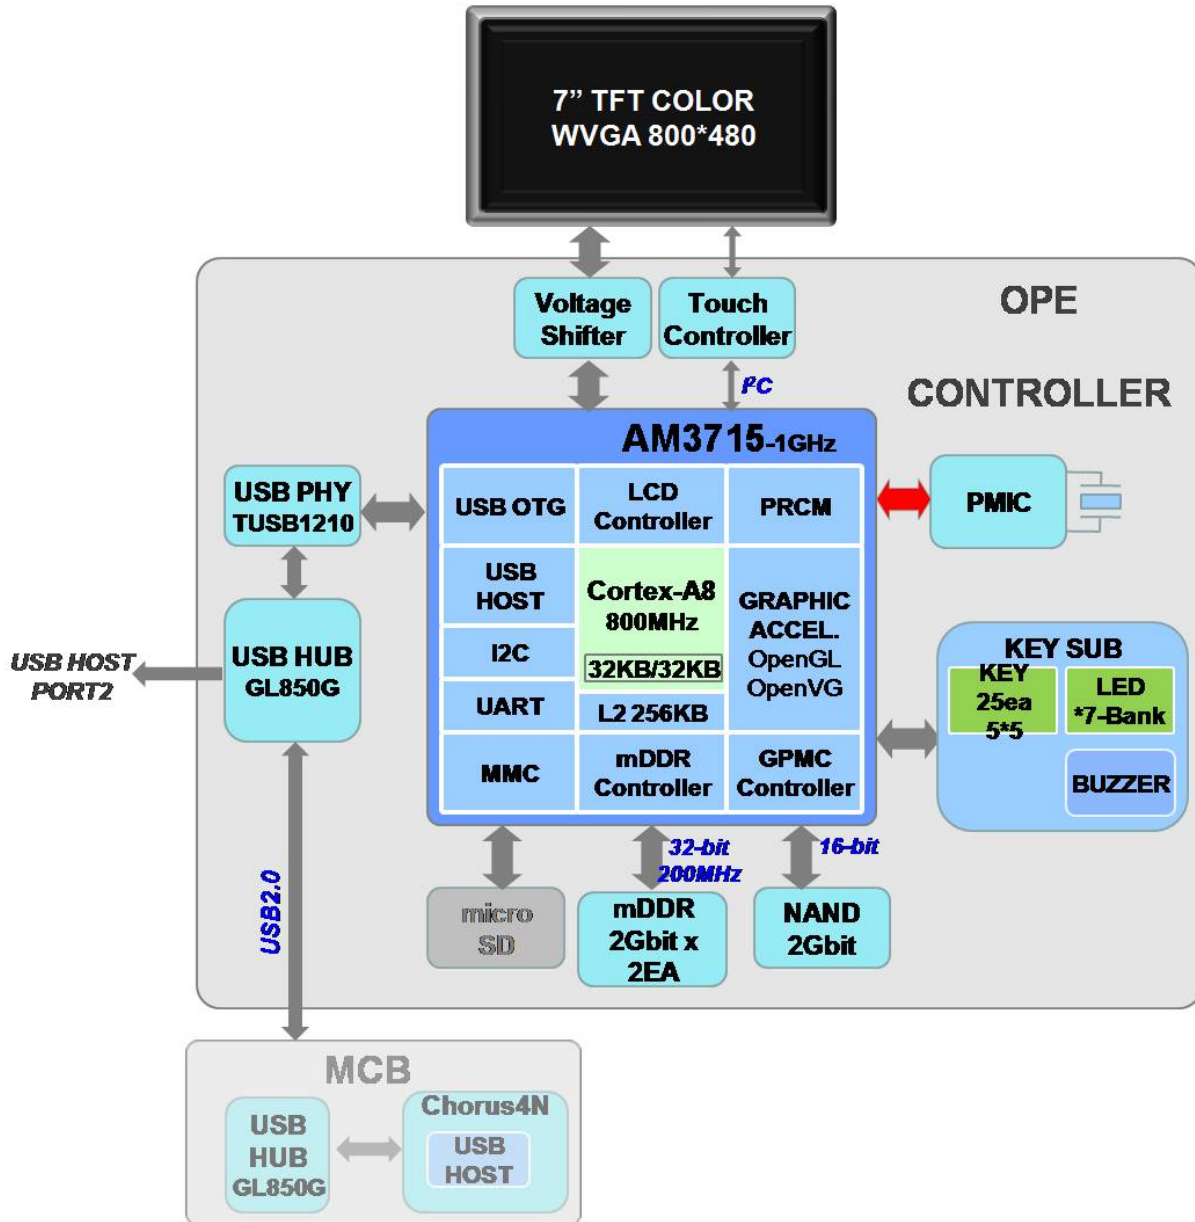 7” TFT COLOR
WVGA 800*480
OPE
CONTROLLER
Voltage
Shifter
Touch
Controller
I²C
AM3715-1GHz
USB PHY
TUSB1210
USB OTG
LCD
Controller
PRCM
PMIC
USB
HOST
Cortex-A8
800MHz
32KB/32KB
GRAPHIC
ACCEL.
OpenGL
OpenVG
I2C
UART
L2 256KB
MMC
mDDR
Controller
GPMC
Controller
USB HUB
GL850G
USB HOST
PORT2
KEY SUB
KEY
25ea
5*5
LED
*7-Bank
BUZZER
32-bit
200MHz
16-bit
micro
SD
mDDR
2Gbit x
2EA
NAND
2Gbit
USB2.0
MCB
USB
HUB
GL850G
Chorus4N
USB
HOST